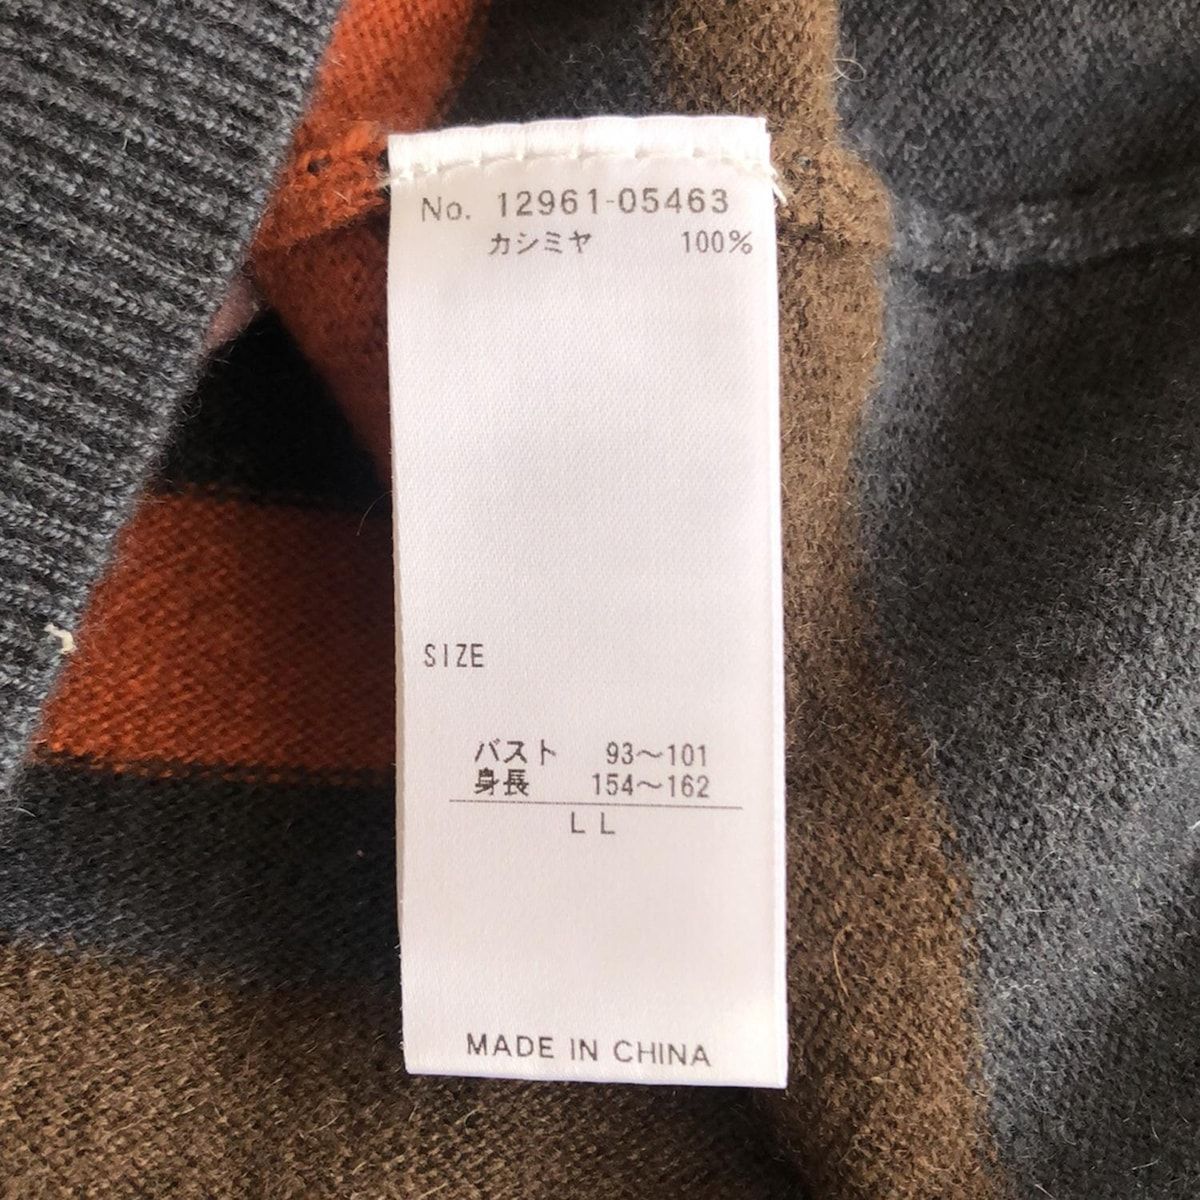 No. 12961-05463
カシミヤ 100%
SIZE
バスト 93～101
身長 154～162
LL
MADE IN CHINA